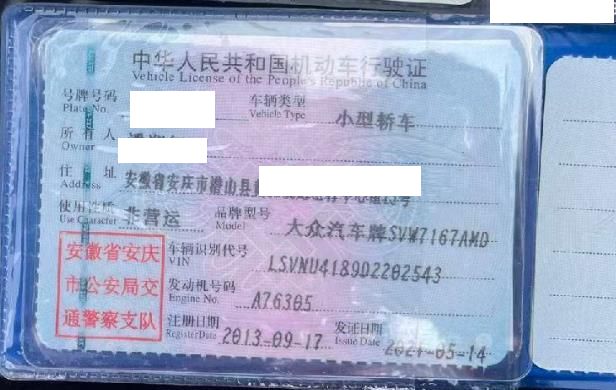 中华人民共和国机动车行驶证
Vehicle License of the People's Republic of China
号牌号码 车辆类型 小型轿车
Plate No. Vehicle Type
所有人
Owner
住址 安徽省安庆市潜山县
Address
使用性质 非营运 品牌型号 大众汽车牌SVW7167AMD
Use Character Model
安徽省安庆
市公安局交
通警察支队
车辆识别代号 LSVNU4189D2202543
VIN
发动机号码 A76305
Engine No.
注册日期 2013-09-17 发证日期 2021-05-14
Register Date Issue Date